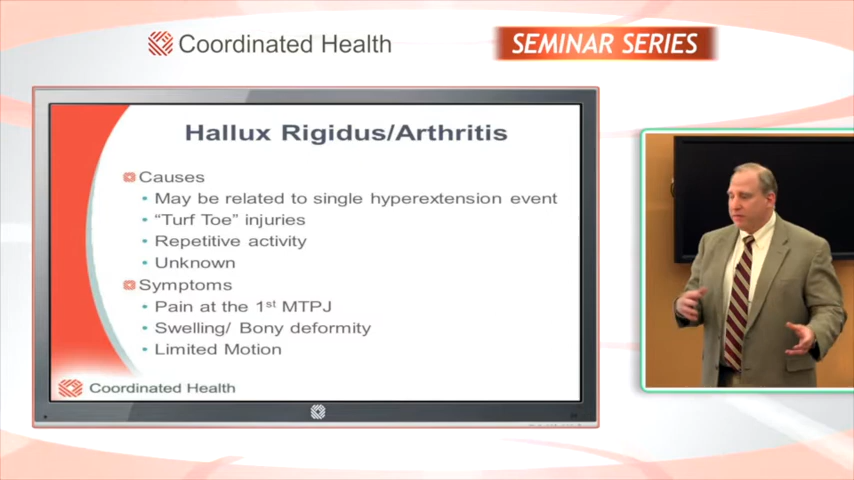 Coordinated Health
SEMINAR SERIES
Hallux Rigidus/Arthritis
Causes
• May be related to single hyperextension event
• “Turf Toe” injuries
• Repetitive activity
• Unknown
Symptoms
• Pain at the 1st MTPJ
• Swelling/ Bony deformity
• Limited Motion
Coordinated Health